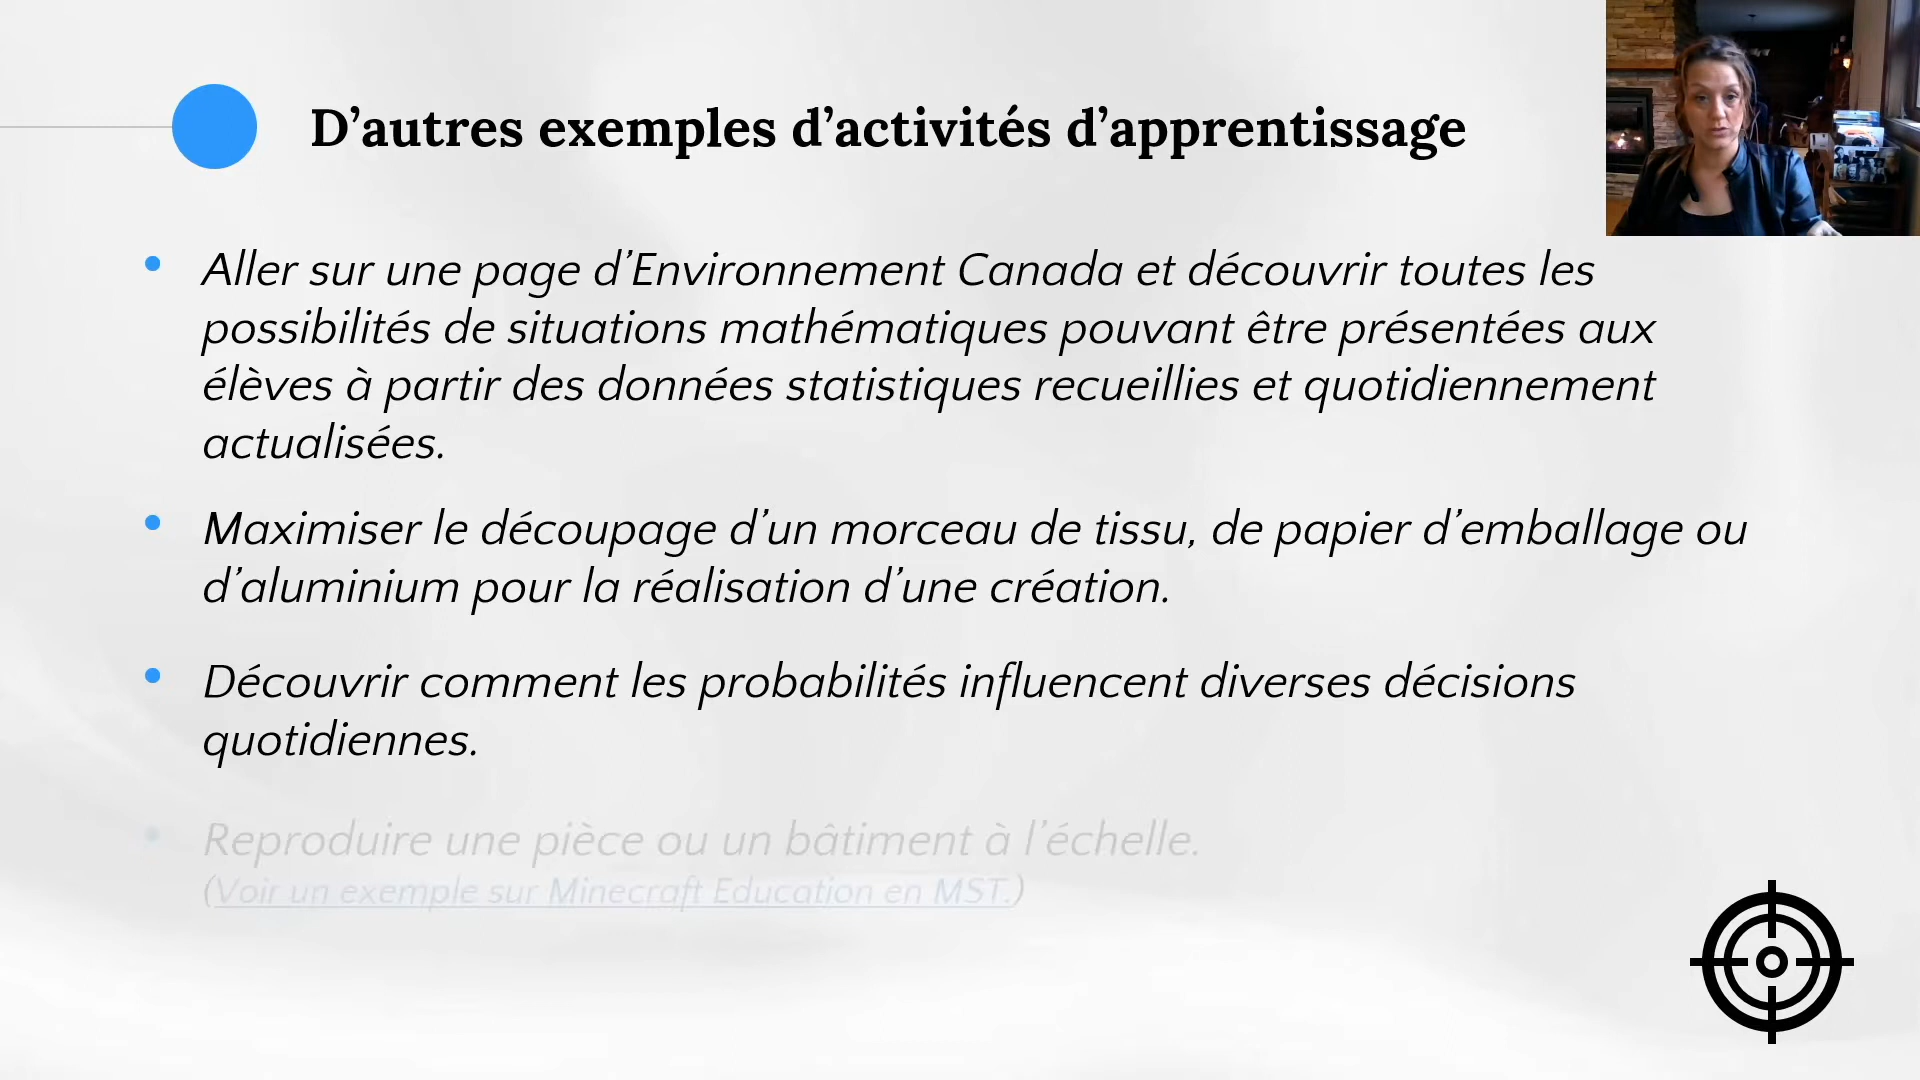 D’autres exemples d’activités d’apprentissage
• Aller sur une page d’Environnement Canada et découvrir toutes les
possibilités de situations mathématiques pouvant être présentées aux
élèves à partir des données statistiques recueillies et quotidiennement
actualisées.
• Maximiser le découpage d’un morceau de tissu, de papier d’emballage ou
d’aluminium pour la réalisation d’une création.
• Découvrir comment les probabilités influencent diverses décisions
quotidiennes.
• Reproduire une pièce ou un bâtiment à l’échelle.
(Voir un exemple sur Minecraft Education en MST.)